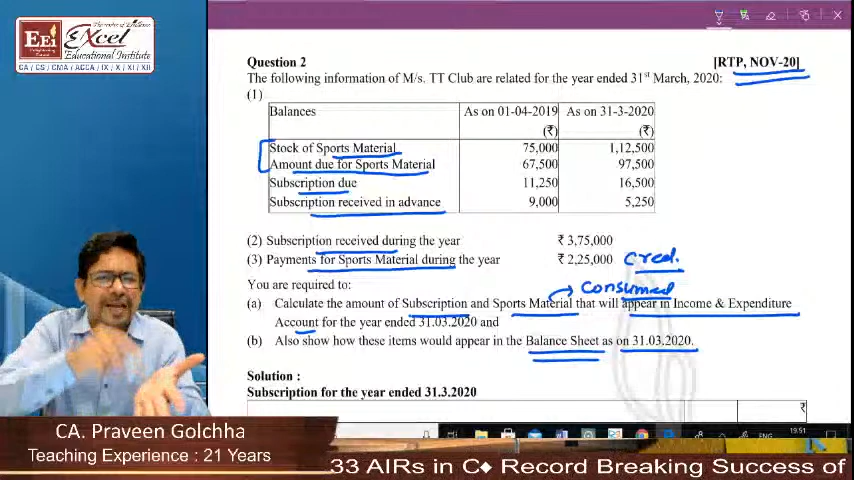 The Motto of Excellence
EEi
EXcel
Educational Institute
CA / CS / CMA / ACCA / IX / X / XI / XII
Question 2 [RTP, NOV-20]
The following information of M/s. TT Club are related for the year ended 31st March, 2020:
(1)
Balances As on 01-04-2019 As on 31-3-2020
(₹) (₹)
Stock of Sports Material 75,000 1,12,500
Amount due for Sports Material 67,500 97,500
Subscription due 11,250 16,500
Subscription received in advance 9,000 5,250
(2) Subscription received during the year ₹ 3,75,000
(3) Payments for Sports Material during the year ₹ 2,25,000 cred.
You are required to: Consumed
(a) Calculate the amount of Subscription and Sports Material that will appear in Income & Expenditure
Account for the year ended 31.03.2020 and
(b) Also show how these items would appear in the Balance Sheet as on 31.03.2020.
Solution :
Subscription for the year ended 31.3.2020
₹
19:51
ENG
CA. Praveen Golchha
Teaching Experience : 21 Years
33 AIRs in C♦ Record Breaking Success of